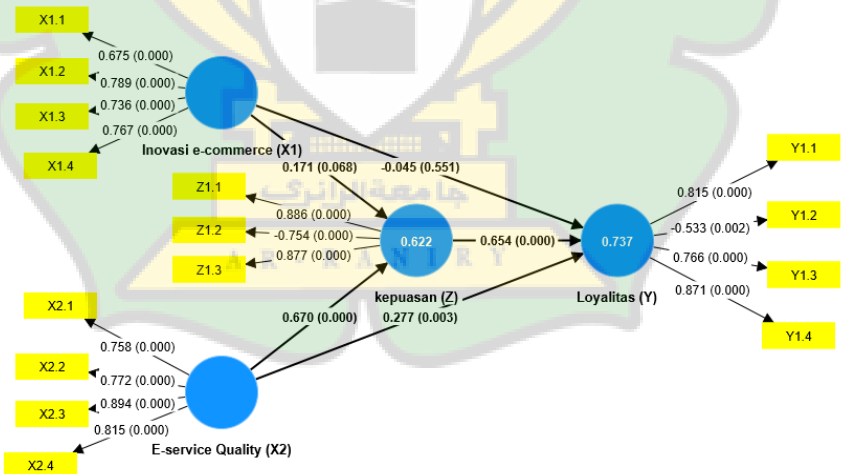 X1.1
X1.2
X1.3
X1.4
0.675 (0.000)
0.789 (0.000)
0.736 (0.000)
0.767 (0.000)
Inovasi e-commerce (X1)
0.171 (0.068)
-0.045 (0.551)
Z1.1
Z1.2
Z1.3
0.886 (0.000)
-0.754 (0.000)
0.877 (0.000)
0.622
kepuasan (Z)
0.654 (0.000)
0.737
Loyalitas (Y)
0.815 (0.000)
-0.533 (0.002)
0.766 (0.000)
0.871 (0.000)
Y1.1
Y1.2
Y1.3
Y1.4
0.670 (0.000)
0.277 (0.003)
X2.1
X2.2
X2.3
X2.4
0.758 (0.000)
0.772 (0.000)
0.894 (0.000)
0.815 (0.000)
E-service Quality (X2)
جامعة الرانري
AR-RANIRY